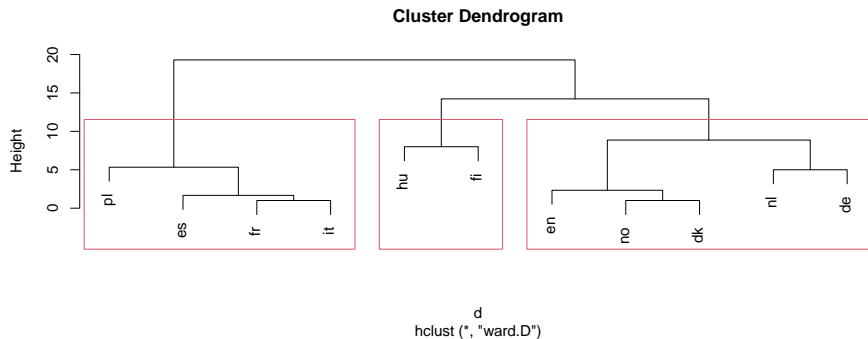 Cluster Dendrogram
Height
20
15
10
5
0
pl
es
fr
it
hu
fi
en
no
dk
nl
de
d
hclust (*, "ward.D")